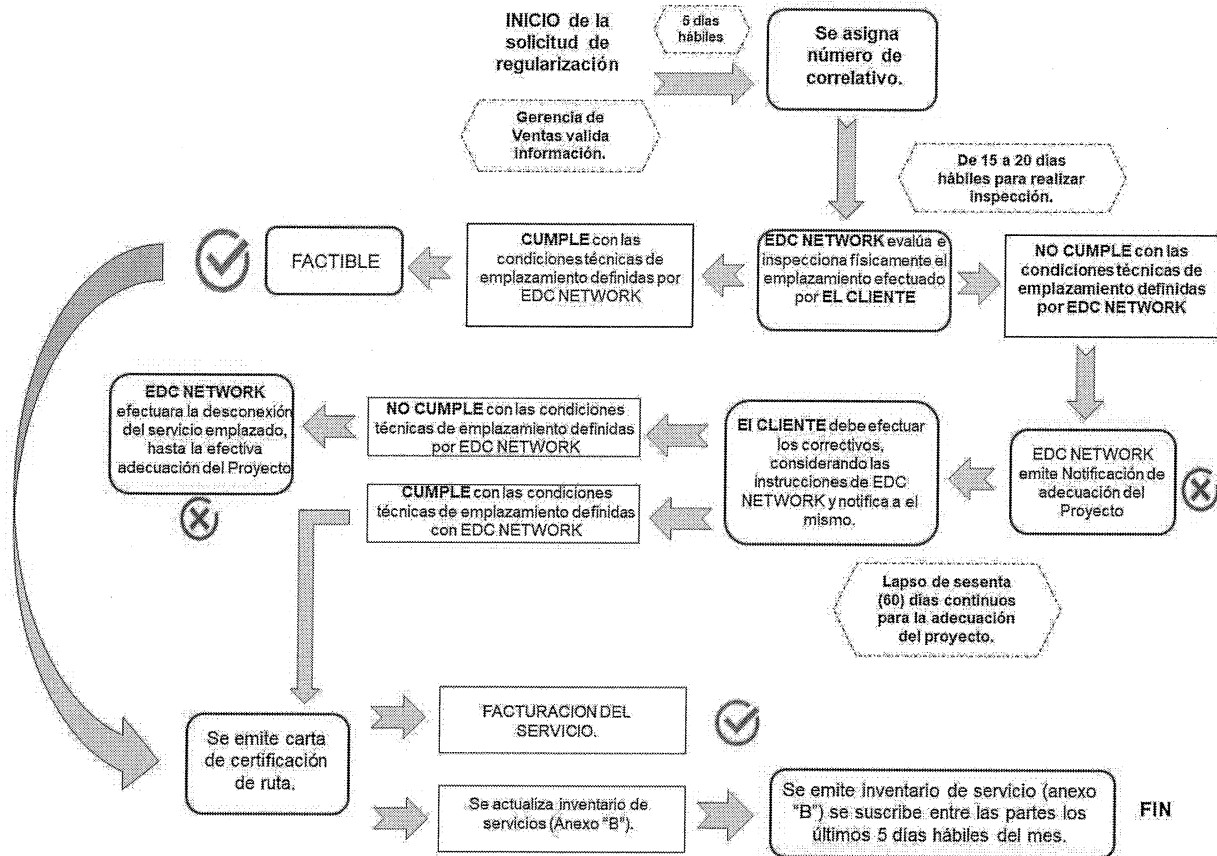 INICIO de la
solicitud de
regularización
5 días
hábiles
Se asigna
número de
correlativo.
Gerencia de
Ventas valida
información.
De 15 a 20 días
hábiles para realizar
inspección.
FACTIBLE
CUMPLE con las
condiciones técnicas de
emplazamiento definidas por
EDC NETWORK
EDC NETWORK evalúa e
inspecciona físicamente el
emplazamiento efectuado
por EL CLIENTE
NO CUMPLE con las
condiciones técnicas de
emplazamiento definidas
por EDC NETWORK
EDC NETWORK
efectuara la desconexión
del servicio emplazado,
hasta la efectiva
adecuación del Proyecto
NO CUMPLE con las condiciones
técnicas de emplazamiento definidas
por EDC NETWORK
CUMPLE con las condiciones
técnicas de emplazamiento definidas
con EDC NETWORK
El CLIENTE debe efectuar
los correctivos,
considerando las
instrucciones de EDC
NETWORK y notifica a el
mismo.
EDC NETWORK
emite Notificación de
adecuación del
Proyecto
Lapso de sesenta
(60) días continuos
para la adecuación
del proyecto.
Se emite carta
de certificación
de ruta.
FACTURACION DEL
SERVICIO.
Se actualiza inventario de
servicios (Anexo "B").
Se emite inventario de servicio (anexo
"B") se suscribe entre las partes los
últimos 5 días hábiles del mes.
FIN